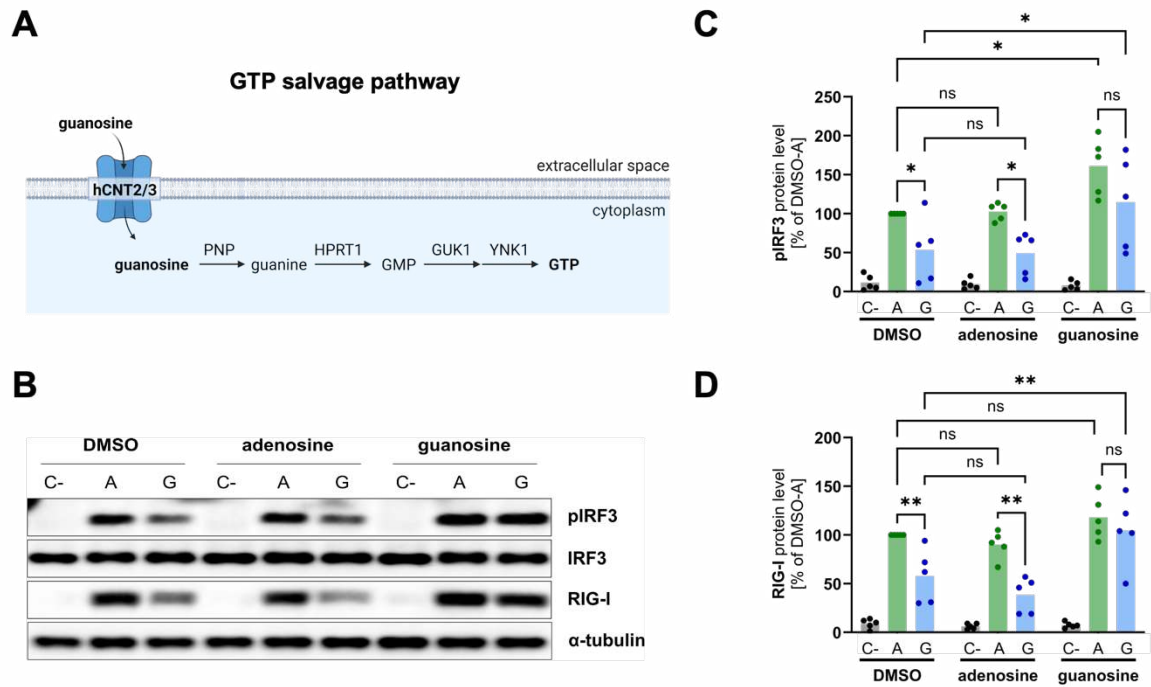 A
GTP salvage pathway
guanosine
hCNT2/3
extracellular space
cytoplasm
guanosine PNP guanine HPRT1 GMP GUK1 YNK1 GTP
B
DMSO adenosine guanosine
C- A G C- A G C- A G
pIRF3
IRF3
RIG-I
α-tubulin
C
*
*
ns
ns
ns
* *
pIRF3 protein level
[% of DMSO-A]
250
200
150
100
50
0
C- A G C- A G C- A G
DMSO adenosine guanosine
D
**
ns
ns
ns
ns
** **
RIG-I protein level
[% of DMSO-A]
200
150
100
50
0
C- A G C- A G C- A G
DMSO adenosine guanosine